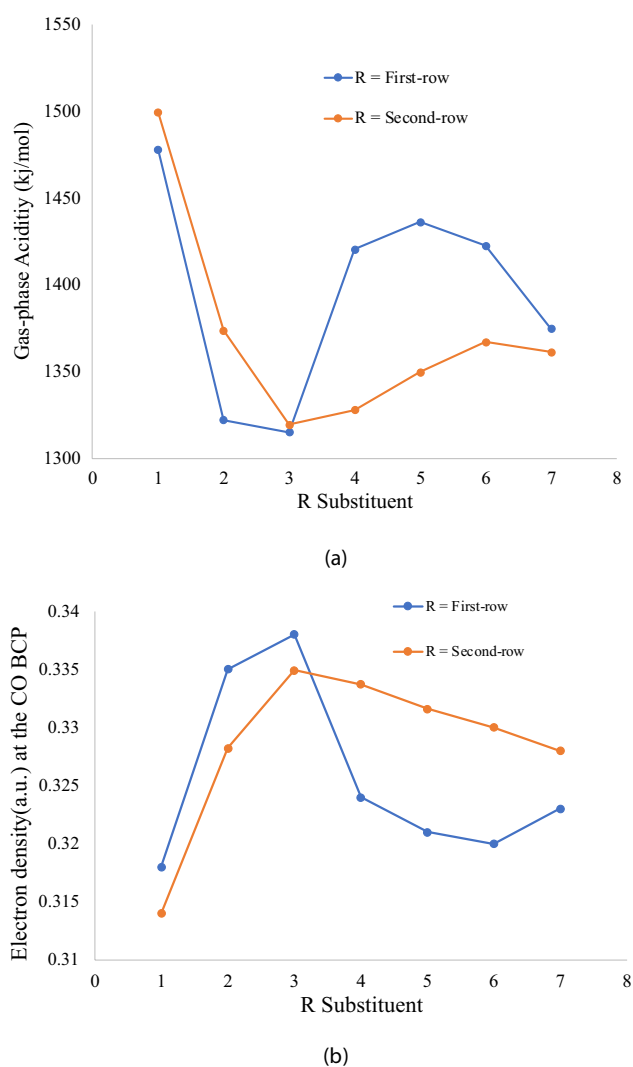 1550
1500
1450
1400
1350
1300
Gas-phase Aciditiy (kj/mol)
R = First-row
R = Second-row
0 1 2 3 4 5 6 7 8
R Substituent
(a)
0.34
0.335
0.33
0.325
0.32
0.315
0.31
Electron density(a.u.) at the CO BCP
R = First-row
R = Second-row
0 1 2 3 4 5 6 7 8
R Substituent
(b)